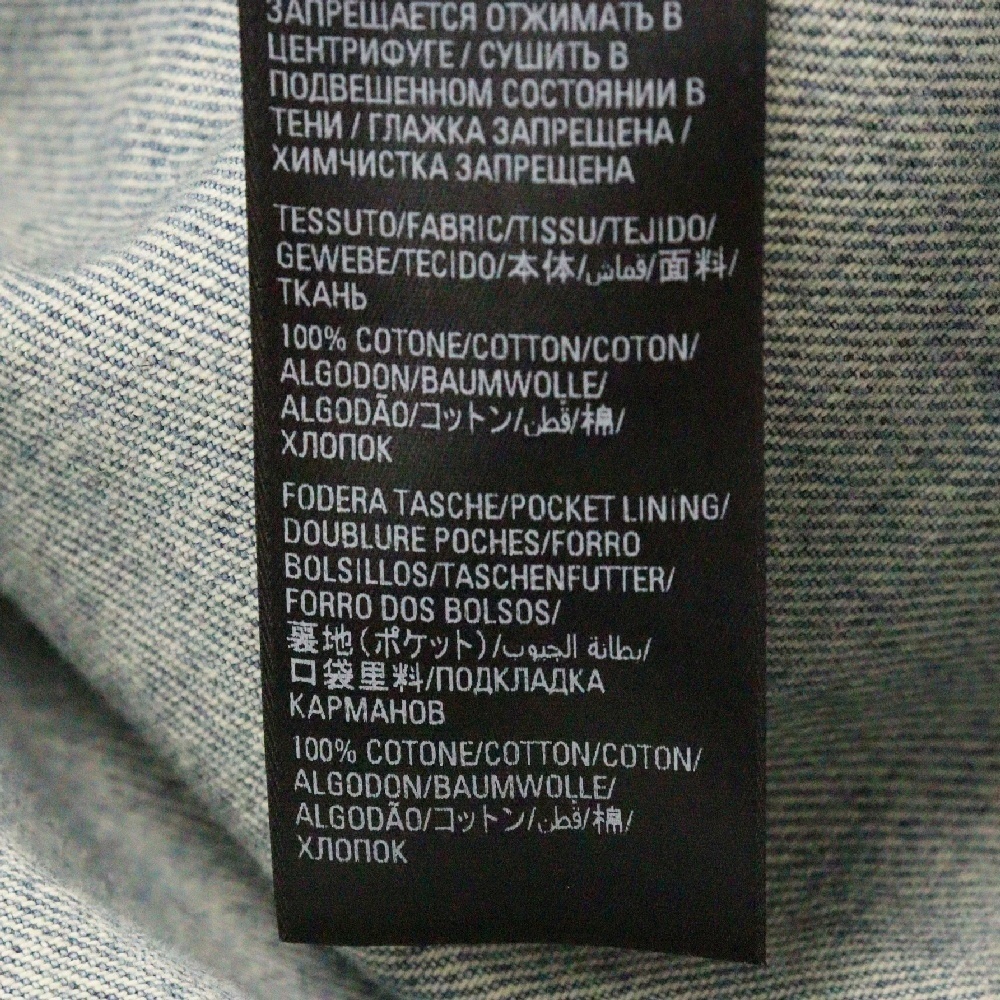 ЗАПРЕЩАЕТСЯ ОТЖИМАТЬ В
ЦЕНТРИФУГЕ / СУШИТЬ В
ПОДВЕШЕННОМ СОСТОЯНИИ В
ТЕНИ / ГЛАЖКА ЗАПРЕЩЕНА /
ХИМЧИСТКА ЗАПРЕЩЕНА
TESSUTO/FABRIC/TISSU/TEJIDO/
GEWEBE/TECIDO/本体/قماش/面料/
ТКАНЬ
100% COTONE/COTTON/COTON/
ALGODON/BAUMWOLLE/
ALGODÃO/コットン/قطن/棉/
ХЛОПОК
FODERA TASCHE/POCKET LINING/
DOUBLURE POCHES/FORRO
BOLSILLOS/TASCHENFUTTER/
FORRO DOS BOLSOS/
裏地(ポケット)/بطانة الجيوب/
口袋里料/ПОДКЛАДКА
КАРМАНОВ
100% COTONE/COTTON/COTON/
ALGODON/BAUMWOLLE/
ALGODÃO/コットン/قطن/棉/
ХЛОПОК